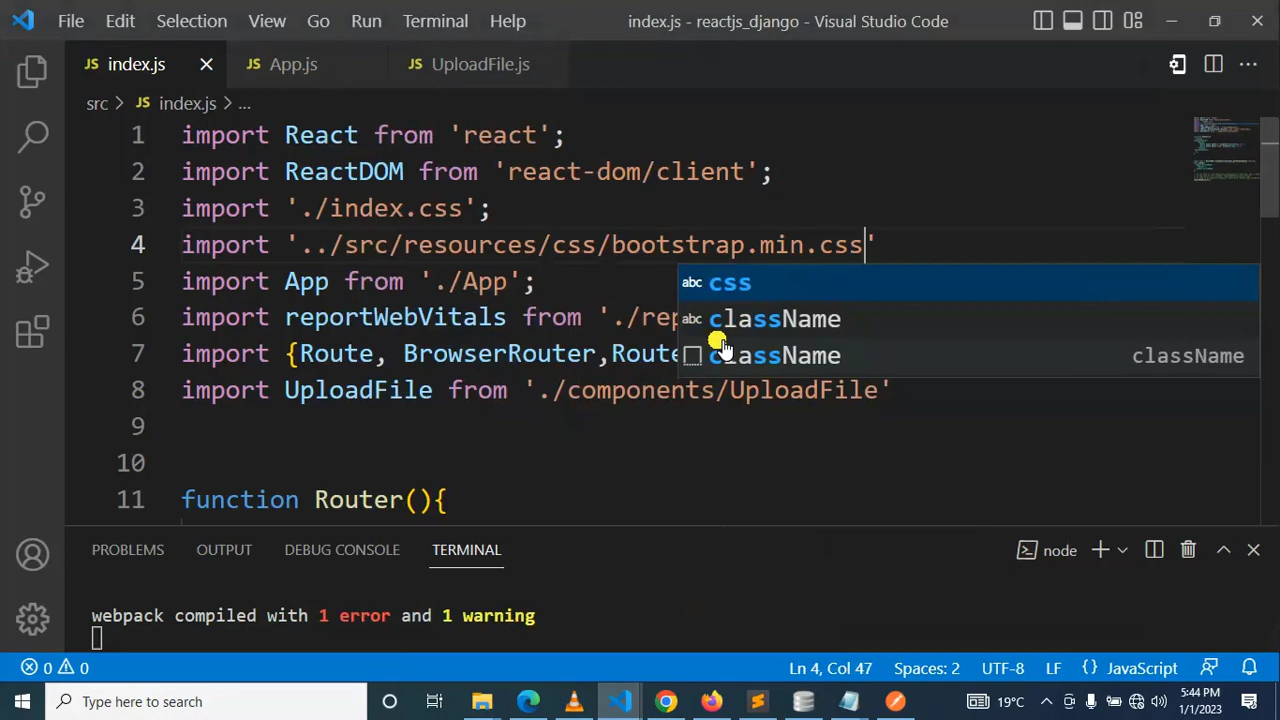 File Edit Selection View Go Run Terminal Help index.js - reactjs_django - Visual Studio Code
JS index.js JS App.js JS UploadFile.js
src > JS index.js > ...
1 import React from 'react';
2 import ReactDOM from 'react-dom/client';
3 import './index.css';
4 import '../src/resources/css/bootstrap.min.css'
5 import App from './App';
abc css
6 import reportWebVitals from './rep
abc className
7 import {Route, BrowserRouter,Route
className className
8 import UploadFile from './components/UploadFile'
9
10
11 function Router(){
PROBLEMS OUTPUT DEBUG CONSOLE TERMINAL node
webpack compiled with 1 error and 1 warning
0 0 Ln 4, Col 47 Spaces: 2 UTF-8 LF {} JavaScript
Type here to search 19°C 5:44 PM
1/1/2023